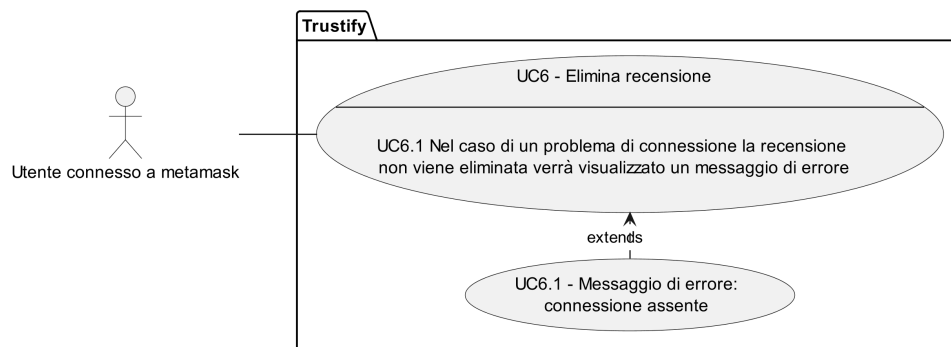 Trustify
UC6 - Elimina recensione
UC6.1 Nel caso di un problema di connessione la recensione
non viene eliminata verrà visualizzato un messaggio di errore
Utente connesso a metamask
extends
UC6.1 - Messaggio di errore:
connessione assente